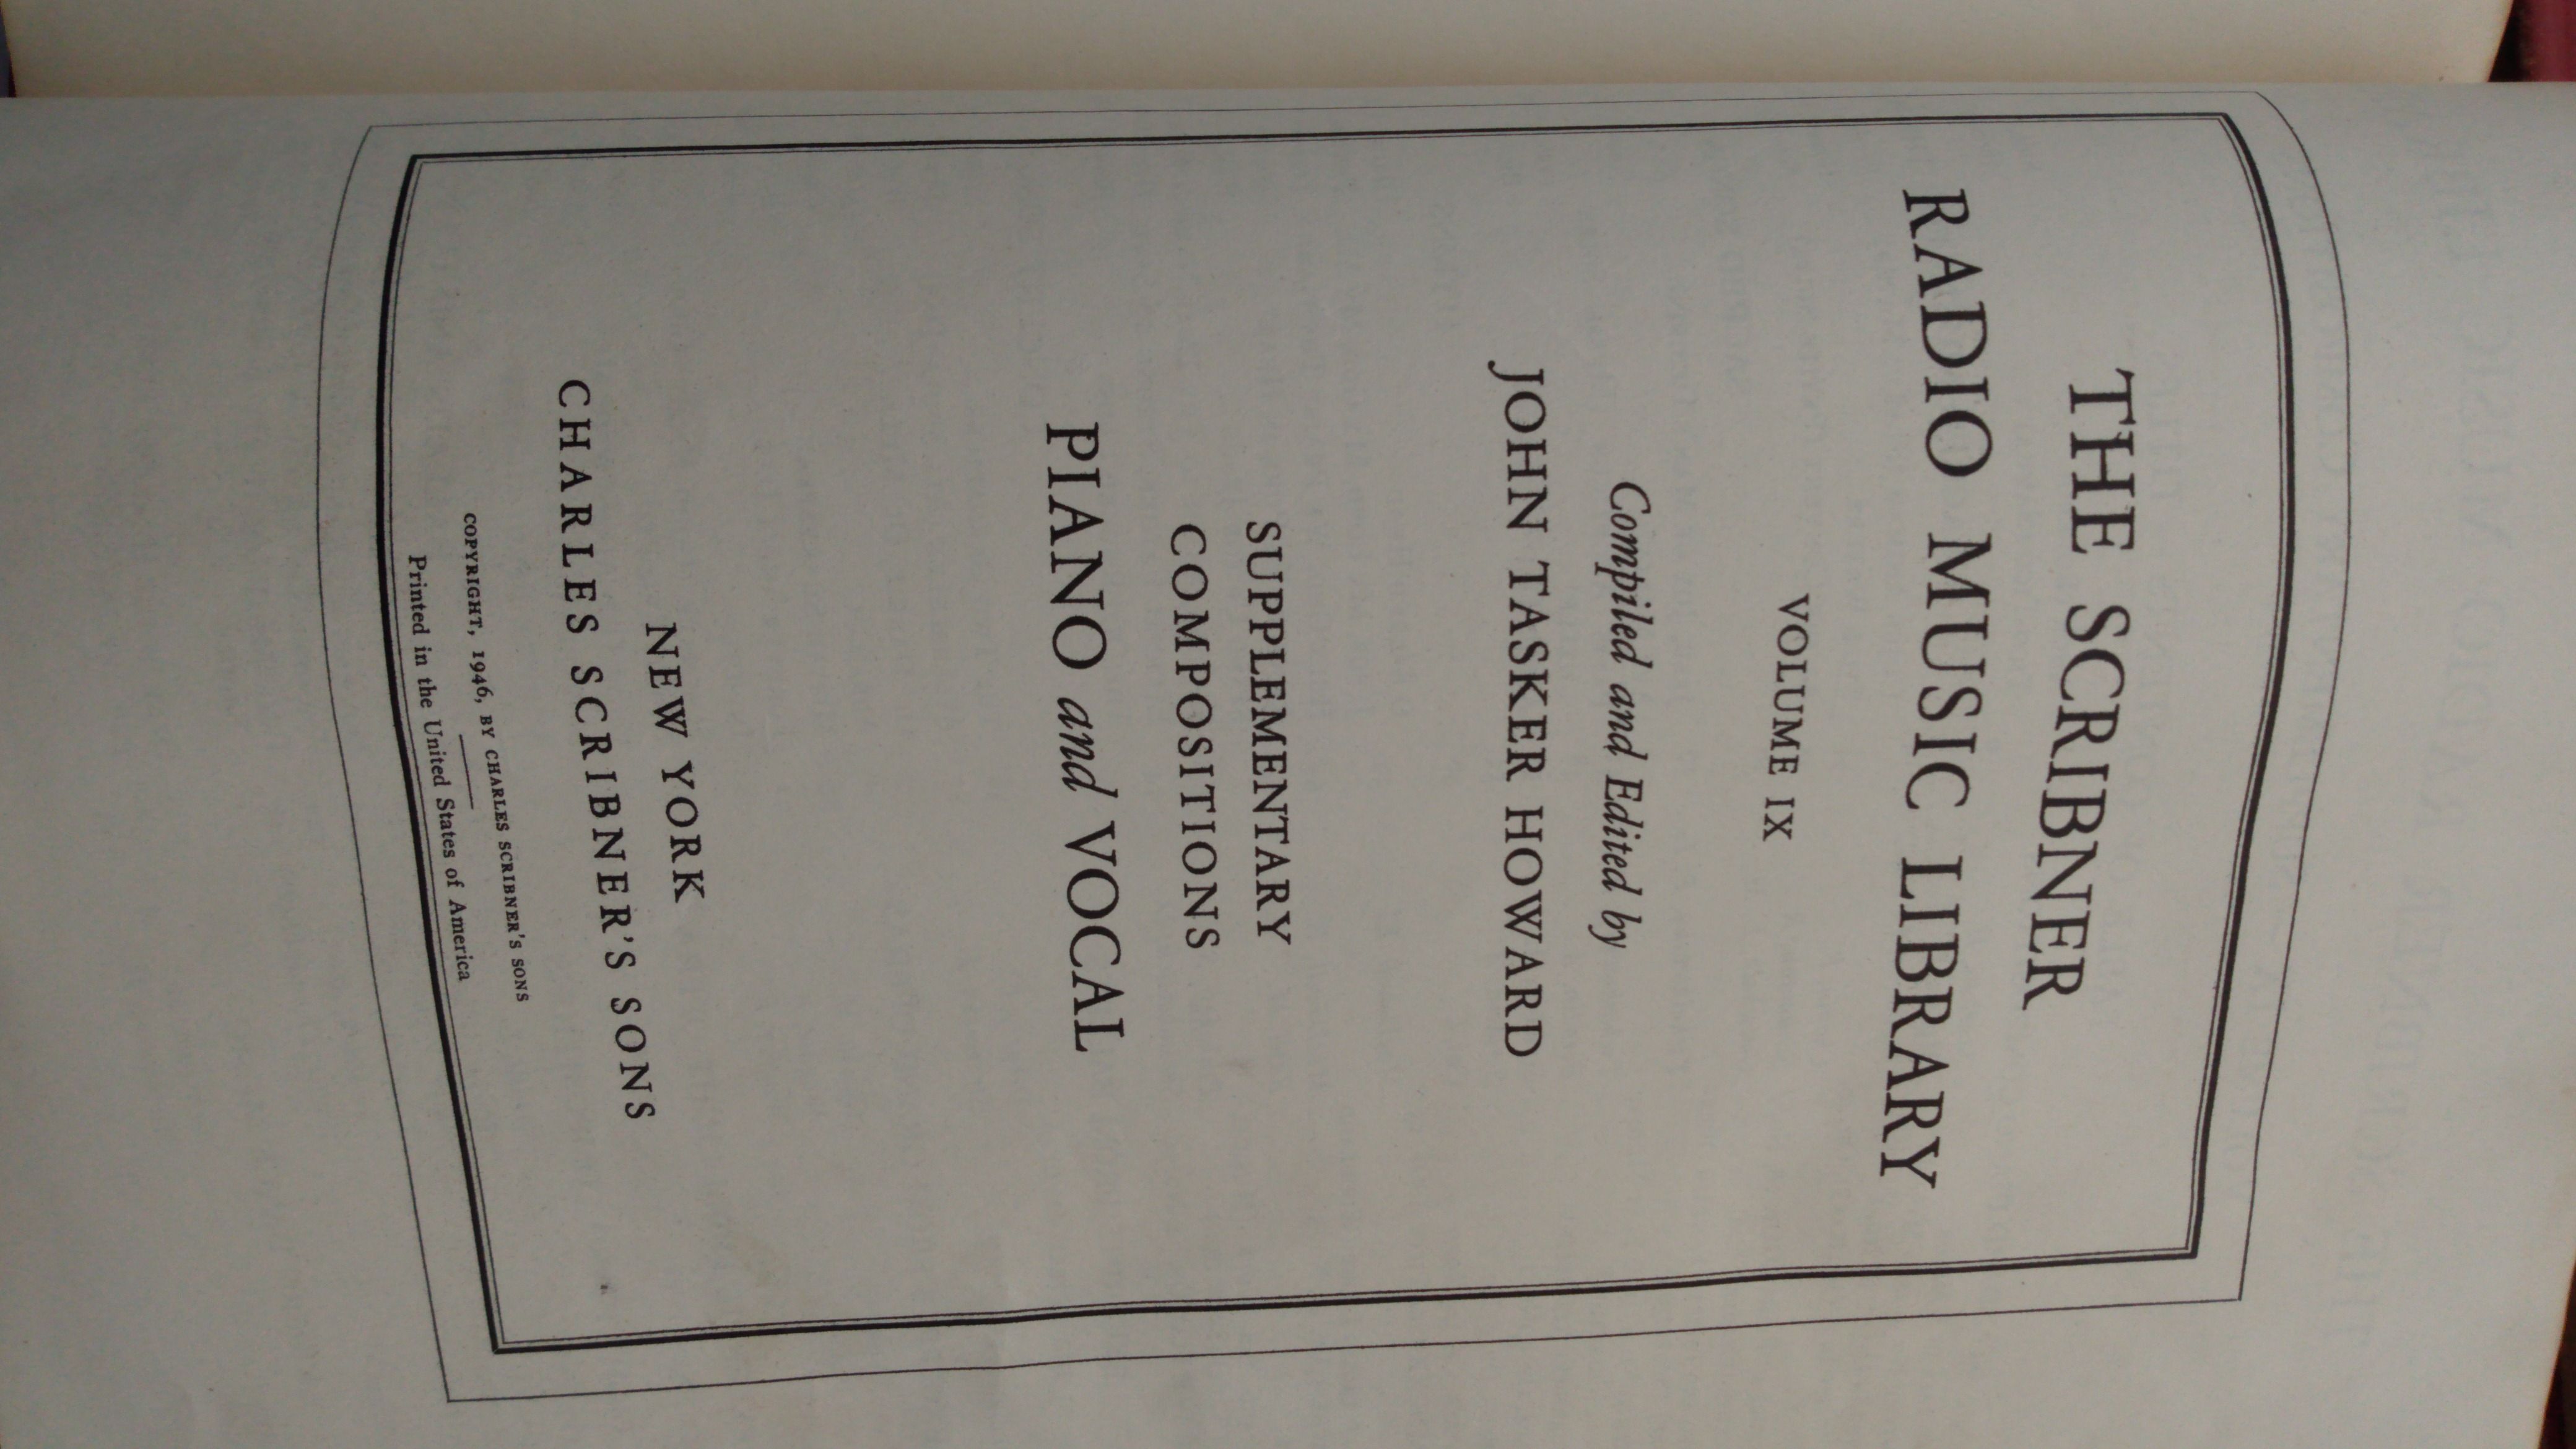 THE SCRIBNER
RADIO MUSIC LIBRARY
VOLUME IX
Compiled and Edited by
JOHN TASKER HOWARD
SUPPLEMENTARY
COMPOSITIONS
PIANO and VOCAL
NEW YORK
CHARLES SCRIBNER'S SONS
COPYRIGHT, 1946, BY CHARLES SCRIBNER'S SONS
Printed in the United States of America